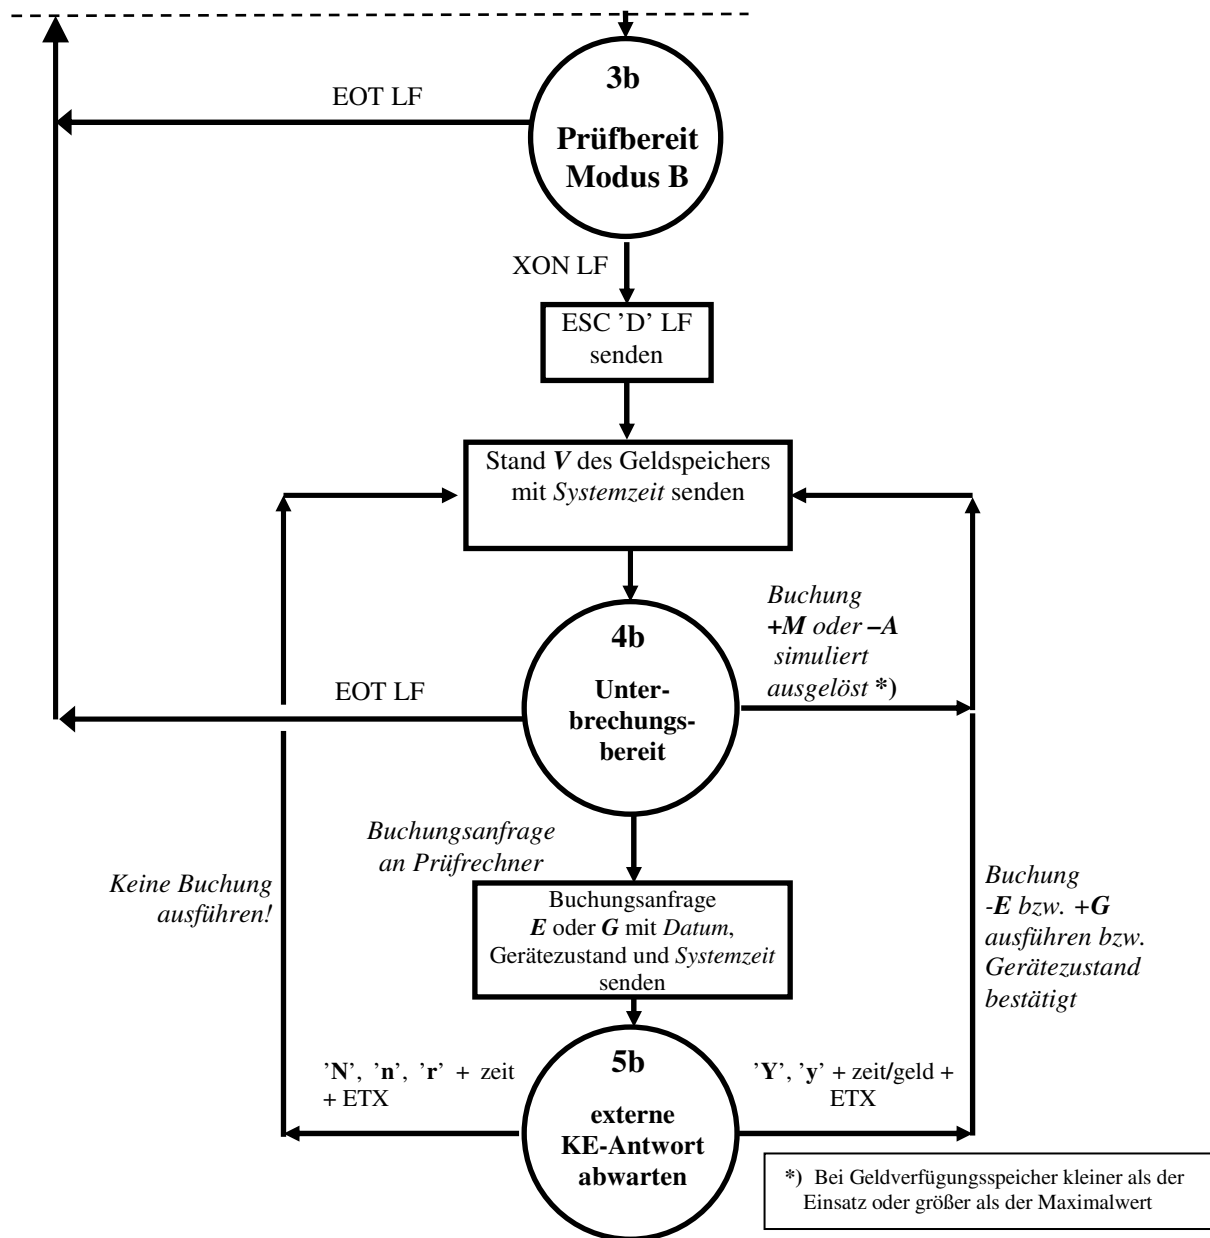 3b
Prüfbereit
Modus B
EOT LF
XON LF
ESC ’D’ LF
senden
Stand V des Geldspeichers
mit Systemzeit senden
4b
Unter-
brechungs-
bereit
EOT LF
Buchung
+M oder –A
simuliert
ausgelöst *)
Buchungsanfrage
an Prüfrechner
Keine Buchung
ausführen!
Buchungsanfrage
E oder G mit Datum,
Gerätezustand und Systemzeit
senden
Buchung
-E bzw. +G
ausführen bzw.
Gerätezustand
bestätigt
5b
externe
KE-Antwort
abwarten
’N’, ’n’, ’r’ + zeit
+ ETX
’Y’, ’y’ + zeit/geld +
ETX
*) Bei Geldverfügungsspeicher kleiner als der
Einsatz oder größer als der Maximalwert